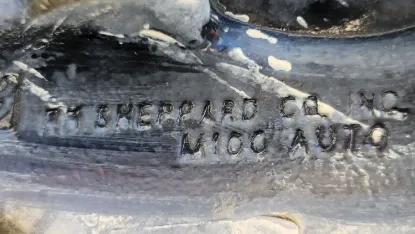 SHEPPARD CO. INC
M100 AUTO